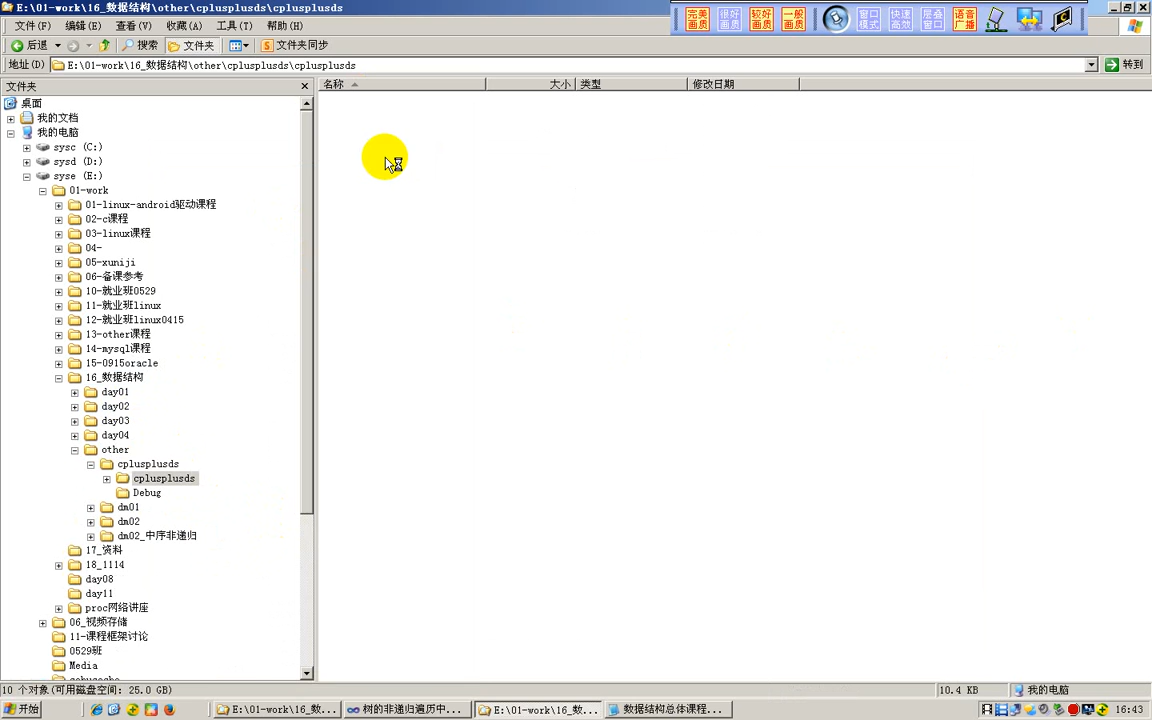 E:\01-work\16_数据结构\other\cplusplusds\cplusplusds
文件(F) 编辑(E) 查看(V) 收藏(A) 工具(T) 帮助(H)
完美画质 很好画质 较好画质 一般画质 窗口模式 快速高效 层叠窗口 语音广播
后退 搜索 文件夹 文件夹同步
地址(D) E:\01-work\16_数据结构\other\cplusplusds\cplusplusds 转到
文件夹 名称 大小 类型 修改日期
桌面
我的文档
我的电脑
sysc (C:)
sysd (D:)
syse (E:)
01-work
01-linux-android驱动课程
02-c课程
03-linux课程
04-
05-xuniji
06-备课参考
10-就业班0529
11-就业班linux
12-就业班linux0415
13-other课程
14-mysql课程
15-0915oracle
16_数据结构
day01
day02
day03
day04
other
cplusplusds
cplusplusds
Debug
dm01
dm02
dm02_中序非递归
17_资料
18_1114
day08
day11
proc网络讲座
06_视频存储
11-课程框架讨论
0529班
Media
10 个对象(可用磁盘空间: 25.0 GB) 10.4 KB 我的电脑
开始 E:\01-work\16_数... 树的非递归遍历中... E:\01-work\16_数... 数据结构总体课程... 16:43